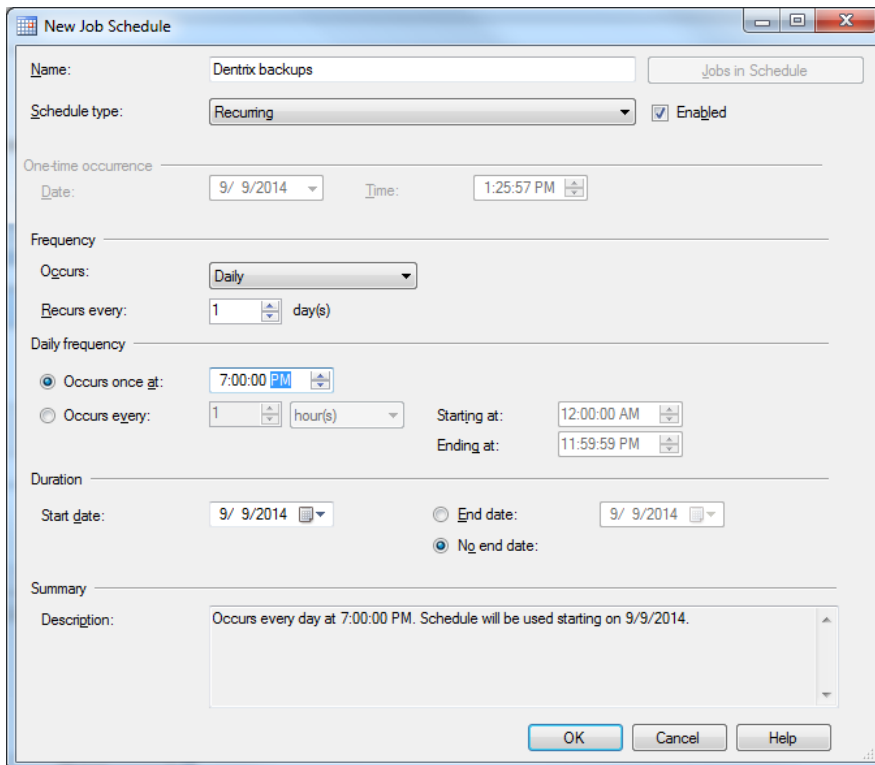 New Job Schedule
Name: Dentrix backups Jobs in Schedule
Schedule type: Recurring Enabled
One-time occurrence
Date: 9/ 9/2014 Time: 1:25:57 PM
Frequency
Occurs: Daily
Recurs every: 1 day(s)
Daily frequency
Occurs once at: 7:00:00 PM
Occurs every: 1 hour(s) Starting at: 12:00:00 AM
Ending at: 11:59:59 PM
Duration
Start date: 9/ 9/2014 End date: 9/ 9/2014
No end date:
Summary
Description: Occurs every day at 7:00:00 PM. Schedule will be used starting on 9/9/2014.
OK Cancel Help